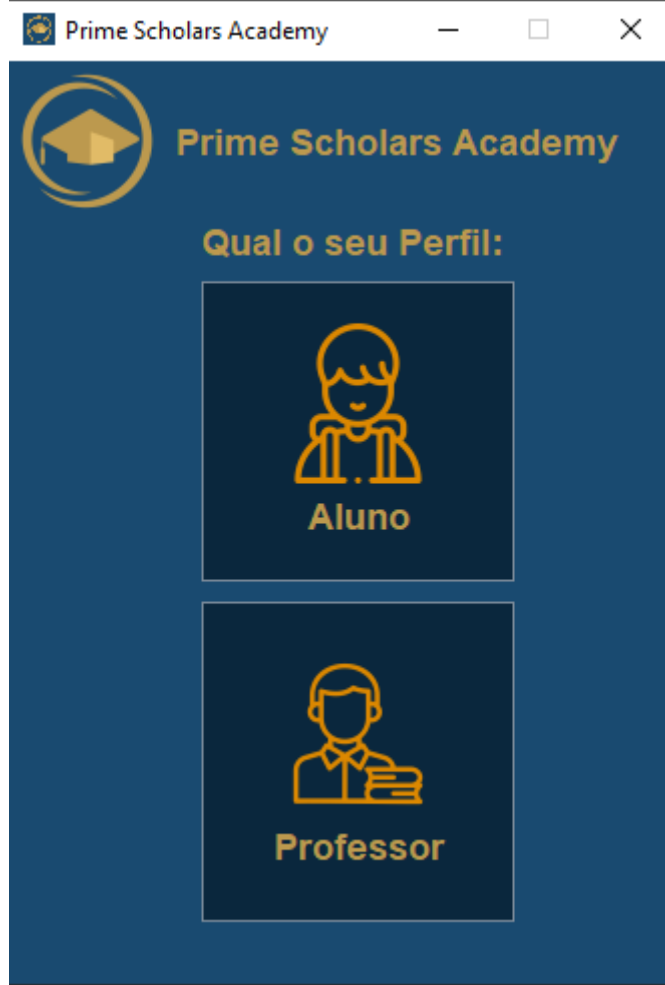 Prime Scholars Academy
Prime Scholars Academy
Qual o seu Perfil:
Aluno
Professor